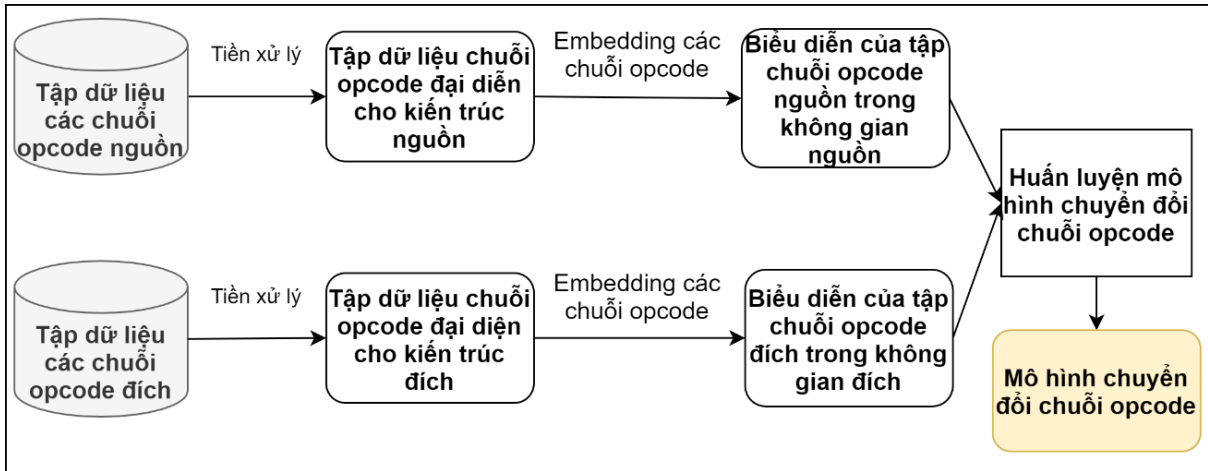 Tập dữ liệu
các chuỗi
opcode nguồn
Tiền xử lý
Tập dữ liệu chuỗi
opcode đại diễn
cho kiến trúc
nguồn
Embedding các
chuỗi opcode
Biểu diễn của tập
chuỗi opcode
nguồn trong
không gian
nguồn
Huấn luyện mô
hình chuyển đổi
chuỗi opcode
Tập dữ liệu
các chuỗi
opcode đích
Tiền xử lý
Tập dữ liệu chuỗi
opcode đại diện
cho kiến trúc
đích
Embedding các
chuỗi opcode
Biểu diễn của tập
chuỗi opcode
đích trong không
gian đích
Mô hình chuyển
đổi chuỗi opcode